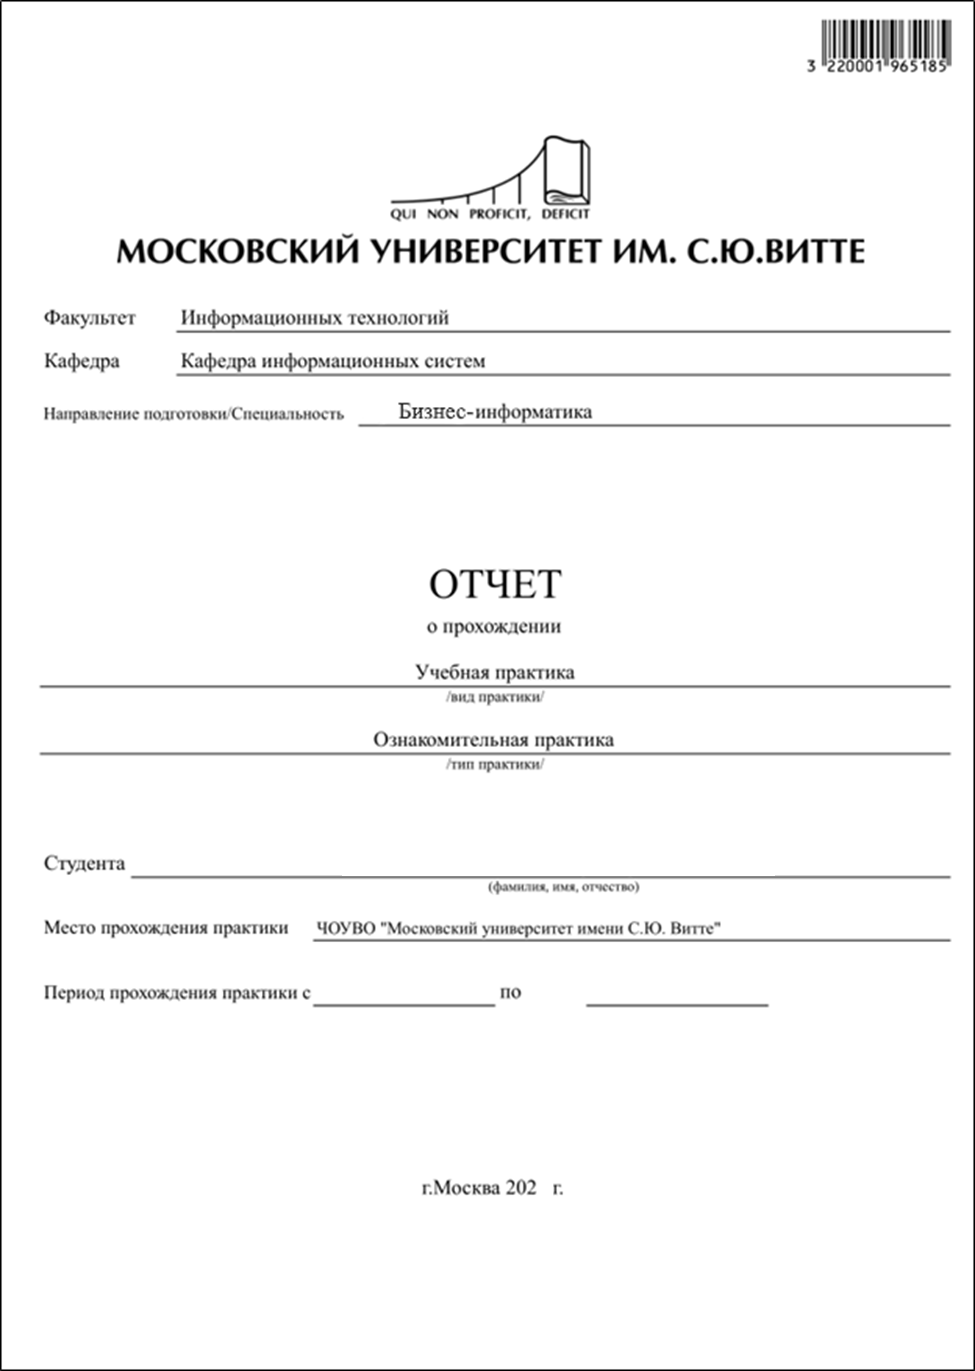 3 220001 965185
QUI NON PROFICIT, DEFICIT
МОСКОВСКИЙ УНИВЕРСИТЕТ ИМ. С.Ю.ВИТТЕ
Факультет Информационных технологий
Кафедра Кафедра информационных систем
Направление подготовки/Специальность Бизнес-информатика
ОТЧЕТ
о прохождении
Учебная практика
/вид практики/
Ознакомительная практика
/тип практики/
Студента
(фамилия, имя, отчество)
Место прохождения практики ЧОУВО "Московский университет имени С.Ю. Витте"
Период прохождения практики с по
г.Москва 202 г.